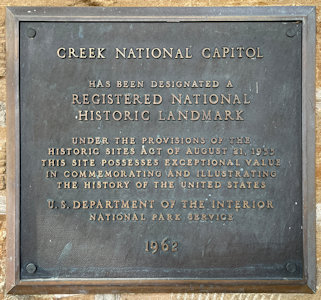 CREEK NATIONAL CAPITOL
HAS BEEN DESIGNATED A
REGISTERED NATIONAL
HISTORIC LANDMARK
UNDER THE PROVISIONS OF THE
HISTORIC SITES ACT OF AUGUST 21, 1935
THIS SITE POSSESSES EXCEPTIONAL VALUE
IN COMMEMORATING AND ILLUSTRATING
THE HISTORY OF THE UNITED STATES
U.S. DEPARTMENT OF THE INTERIOR
NATIONAL PARK SERVICE
1962